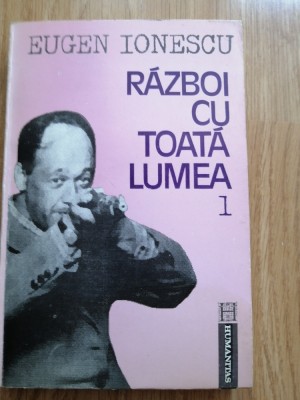 EUGEN IONESCU
RĂZBOI
CU
TOATĂ
LUMEA
1
HUMANITAS